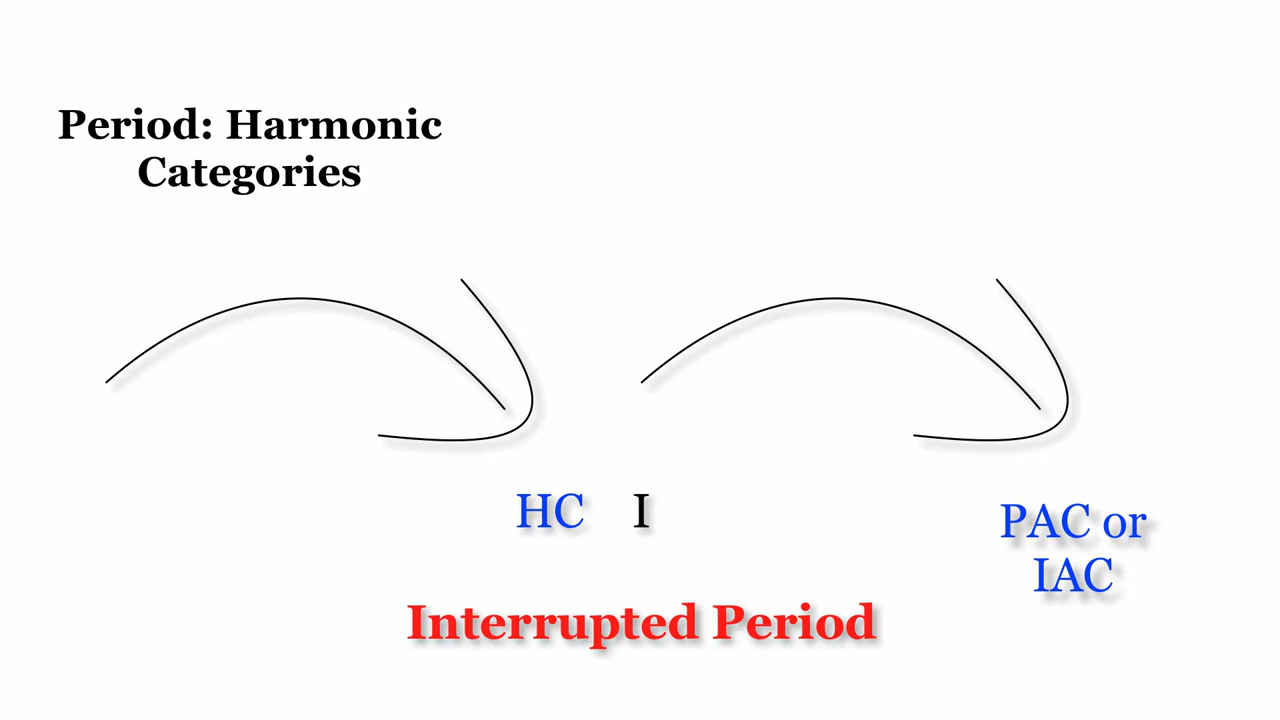 Period: Harmonic
Categories
HC I
PAC or
IAC
Interrupted Period